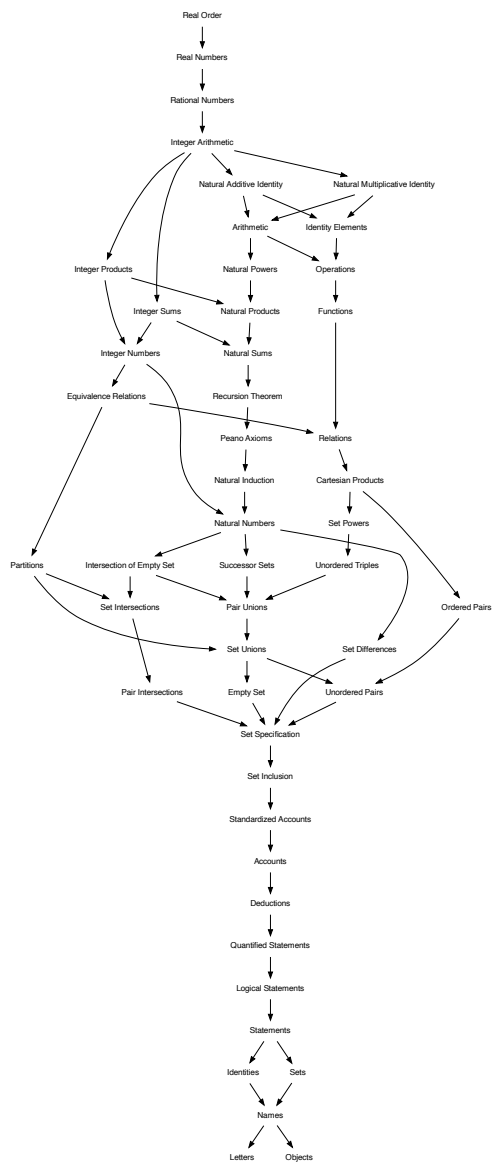 Real Order
Real Numbers
Rational Numbers
Integer Arithmetic
Natural Additive Identity
Natural Multiplicative Identity
Arithmetic
Identity Elements
Integer Products
Natural Powers
Operations
Integer Sums
Natural Products
Functions
Integer Numbers
Natural Sums
Equivalence Relations
Recursion Theorem
Peano Axioms
Relations
Natural Induction
Cartesian Products
Natural Numbers
Set Powers
Partitions
Intersection of Empty Set
Successor Sets
Unordered Triples
Set Intersections
Pair Unions
Ordered Pairs
Set Unions
Set Differences
Pair Intersections
Empty Set
Unordered Pairs
Set Specification
Set Inclusion
Standardized Accounts
Accounts
Deductions
Quantified Statements
Logical Statements
Statements
Identities
Sets
Names
Letters
Objects